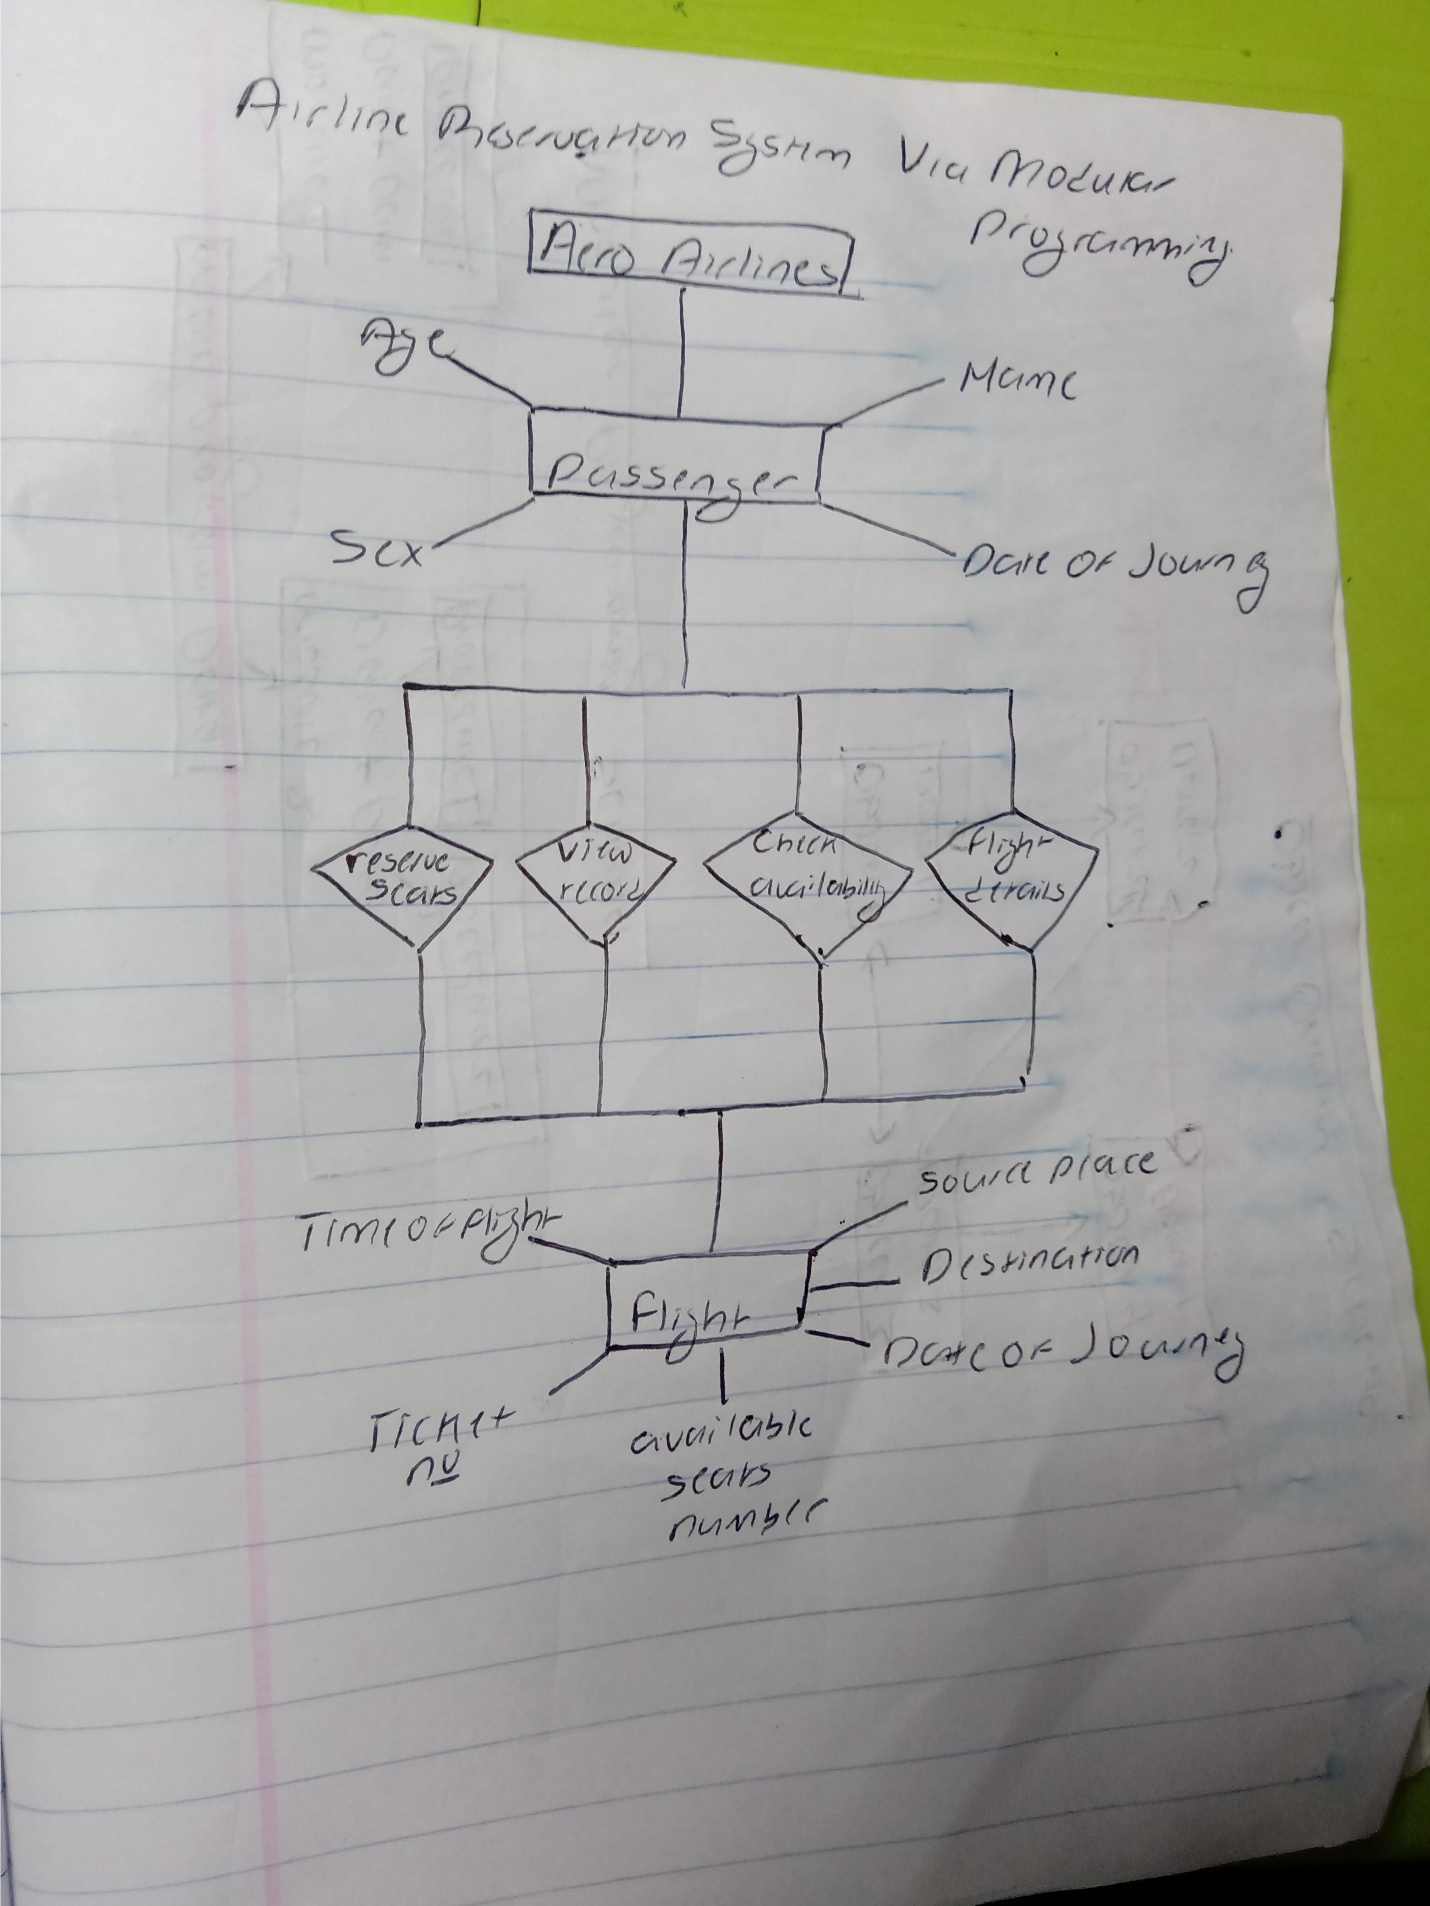 Airline Reservation System Via Modular
Programming
Aero Airlines
Age
Name
Passenger
Sex
Date Of Journey
reserve
seats
view
record
Check
availability
flight
details
Source place
Time Of flight
Destination
flight
Date Of Journey
Ticket
no
available
seats
number